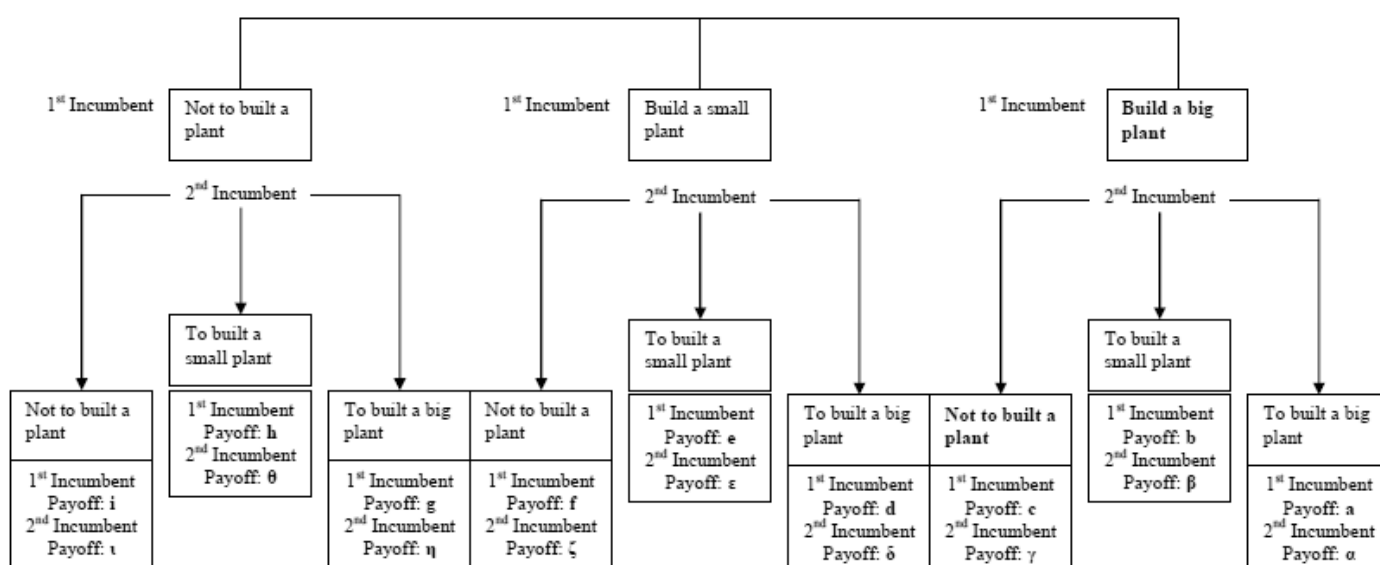 1st Incumbent
Not to built a
plant
1st Incumbent
Build a small
plant
1st Incumbent
Build a big
plant
2nd Incumbent
2nd Incumbent
2nd Incumbent
To built a
small plant
1st Incumbent
Payoff: h
2nd Incumbent
Payoff: θ
To built a
small plant
1st Incumbent
Payoff: e
2nd Incumbent
Payoff: ε
To built a
small plant
1st Incumbent
Payoff: b
2nd Incumbent
Payoff: β
Not to built a
plant
1st Incumbent
Payoff: i
2nd Incumbent
Payoff: ι
To built a big
plant
1st Incumbent
Payoff: g
2nd Incumbent
Payoff: η
Not to built a
plant
1st Incumbent
Payoff: f
2nd Incumbent
Payoff: ζ
To built a big
plant
1st Incumbent
Payoff: d
2nd Incumbent
Payoff: δ
Not to built a
plant
1st Incumbent
Payoff: c
2nd Incumbent
Payoff: γ
To built a big
plant
1st Incumbent
Payoff: a
2nd Incumbent
Payoff: α